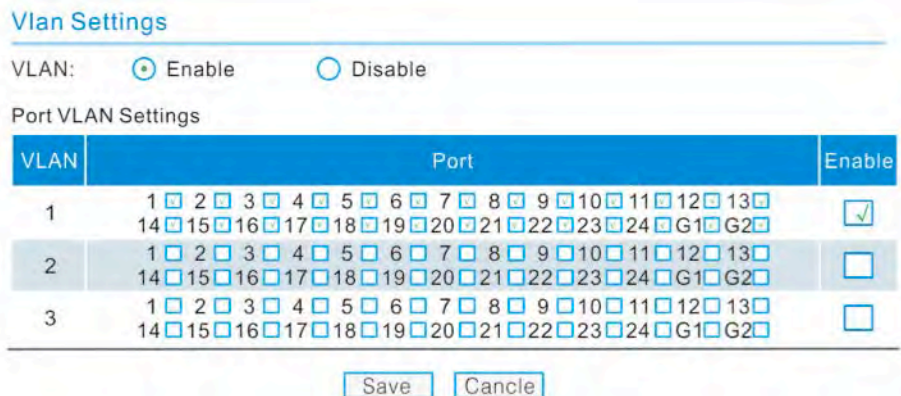 Vlan Settings
VLAN: Enable Disable
Port VLAN Settings
VLAN Port Enable
1 2 3 4 5 6 7 8 9 10 11 12 13
1
14 15 16 17 18 19 20 21 22 23 24 G1 G2
1 2 3 4 5 6 7 8 9 10 11 12 13
2
14 15 16 17 18 19 20 21 22 23 24 G1 G2
1 2 3 4 5 6 7 8 9 10 11 12 13
3
14 15 16 17 18 19 20 21 22 23 24 G1 G2
Save Cancle